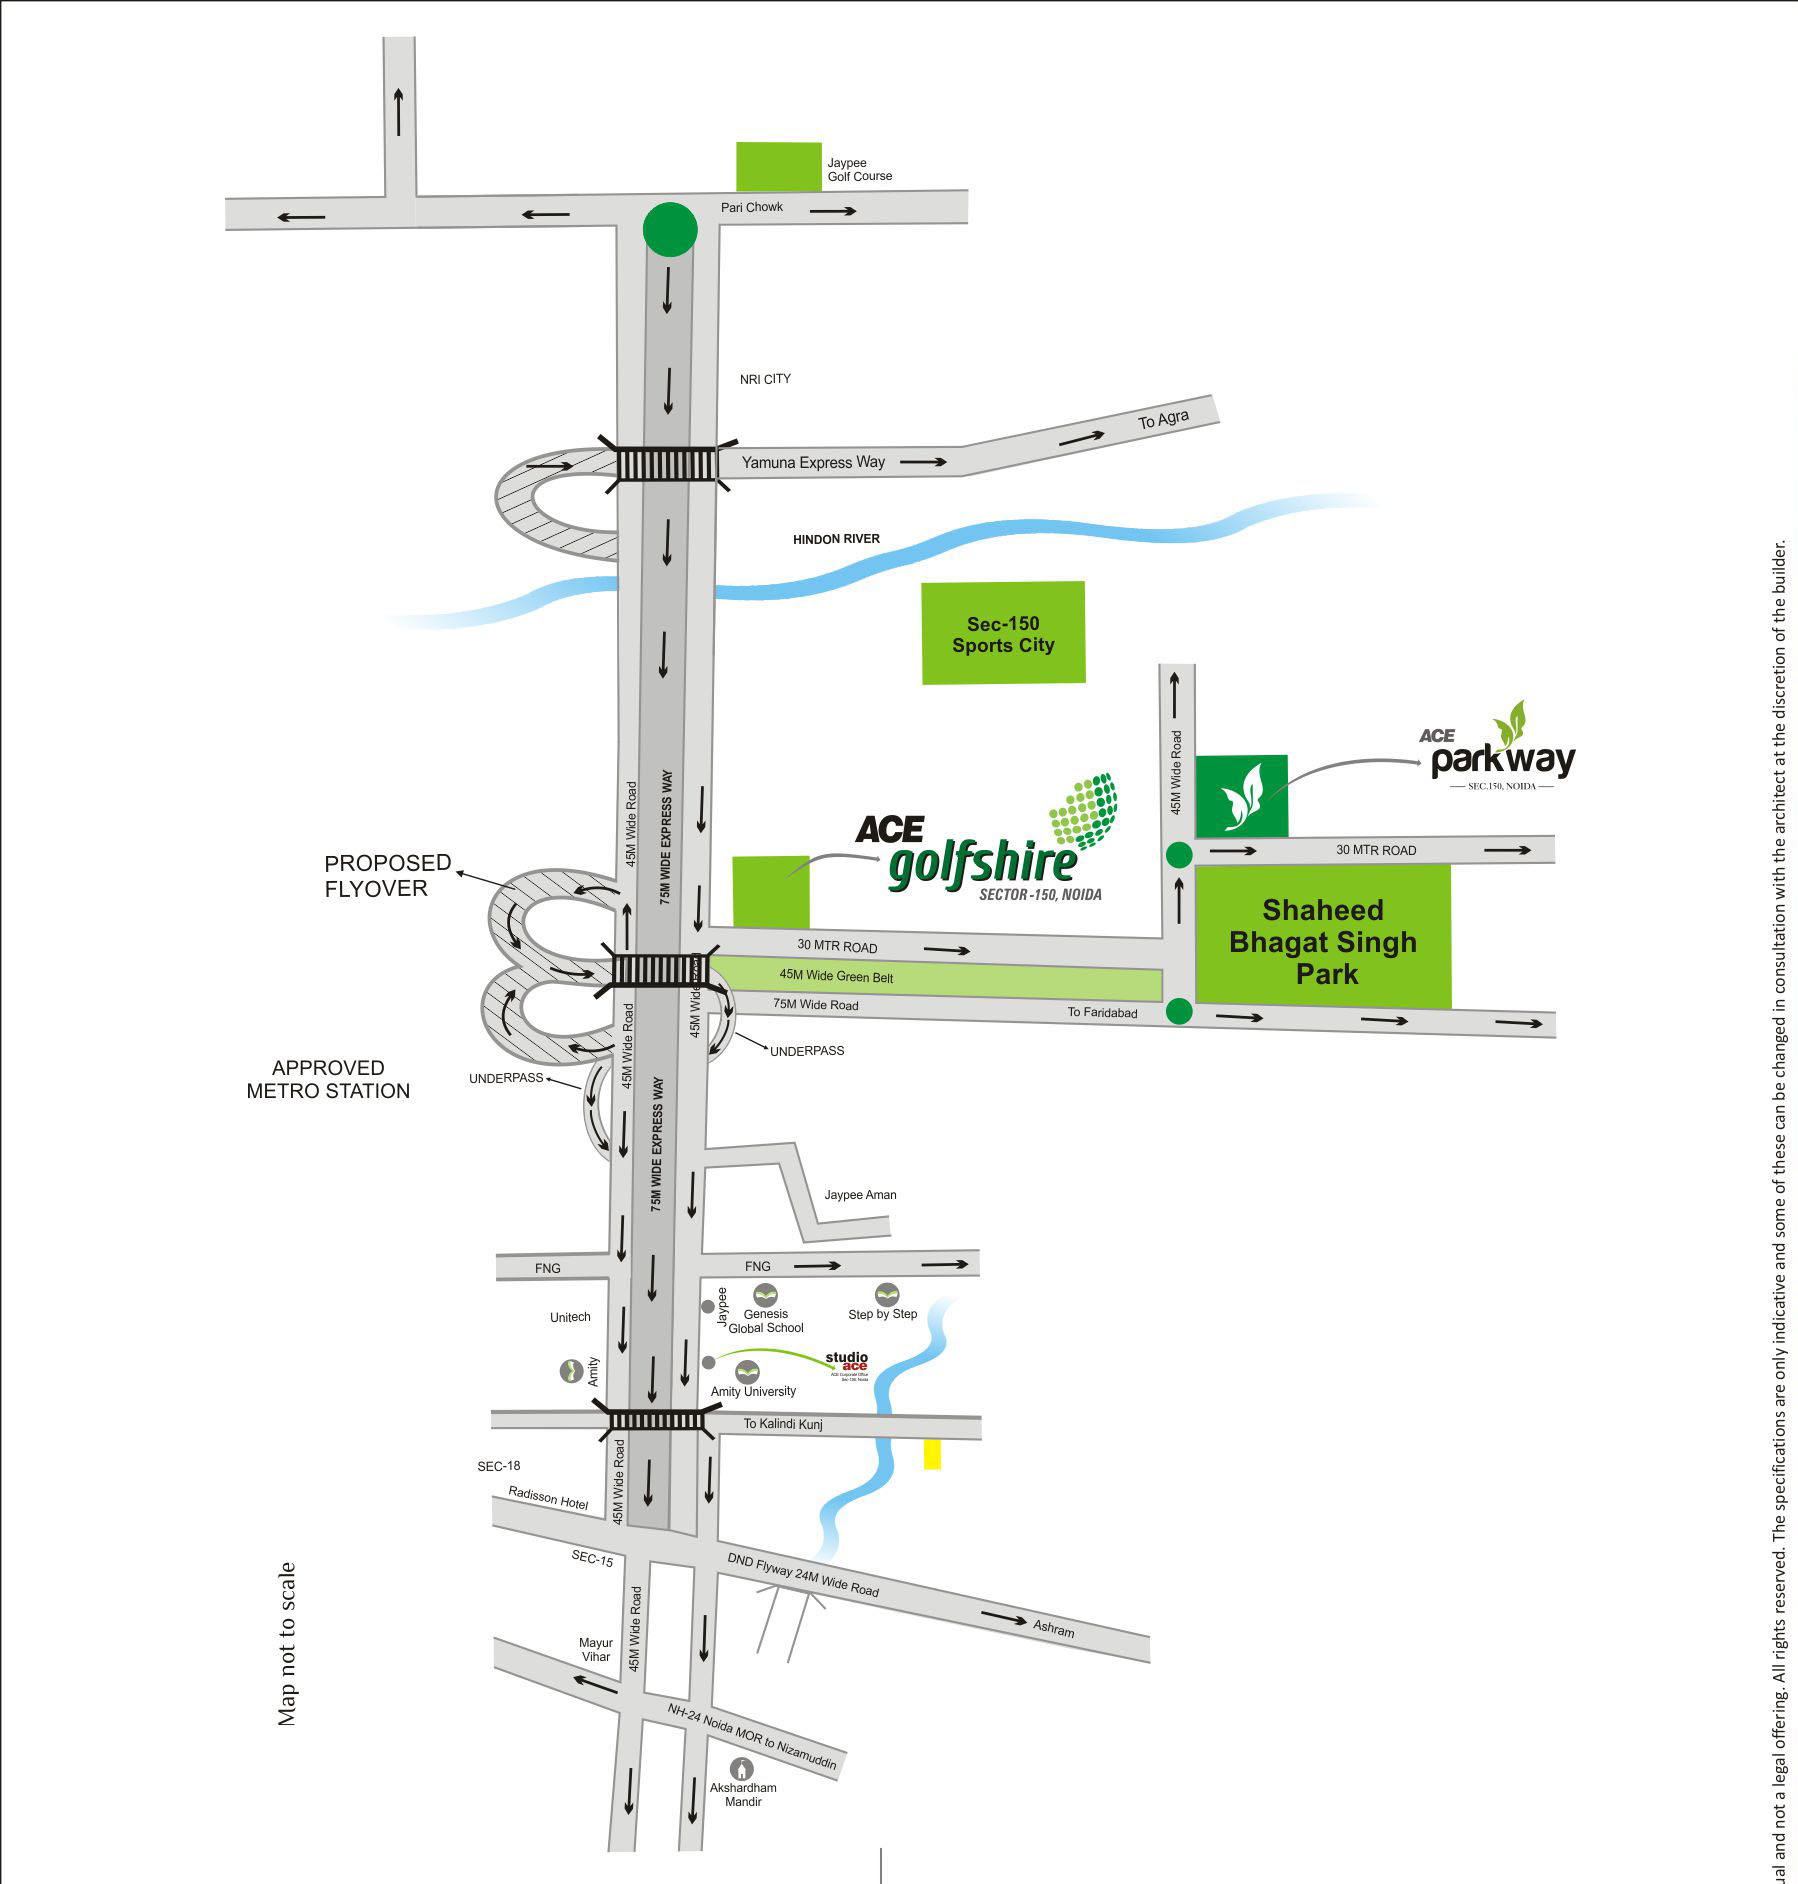 Jaypee
Golf Course
Pari Chowk
NRI CITY
To Agra
Yamuna Express Way
HINDON RIVER
Sec-150
Sports City
ACE
parkway
SEC.150, NOIDA
45M Wide Road
45M Wide Road
75M WIDE EXPRESS WAY
ACE
golfshire
SECTOR-150, NOIDA
30 MTR ROAD
PROPOSED
FLYOVER
Shaheed
Bhagat Singh
Park
30 MTR ROAD
45M Wide Green Belt
75M Wide Road
To Faridabad
45M Wide Road
45M Wide Road
UNDERPASS
APPROVED
METRO STATION
UNDERPASS
75M WIDE EXPRESS WAY
Jaypee Aman
FNG
FNG
Unitech
Jaypee
Genesis
Global School
Step by Step
Amity
studio
ace
ACE Corporate Office
Amity University
To Kalindi Kunj
SEC-18
Radisson Hotel
45M Wide Road
SEC-15
DND Flyway 24M Wide Road
Ashram
45M Wide Road
Mayur
Vihar
NH-24 Noida MOR to Nizamuddin
Akshardham
Mandir
Map not to scale
and not a legal offering. All rights reserved. The specifications are only indicative and some of these can be changed in consultation with the architect at the discretion of the builder.